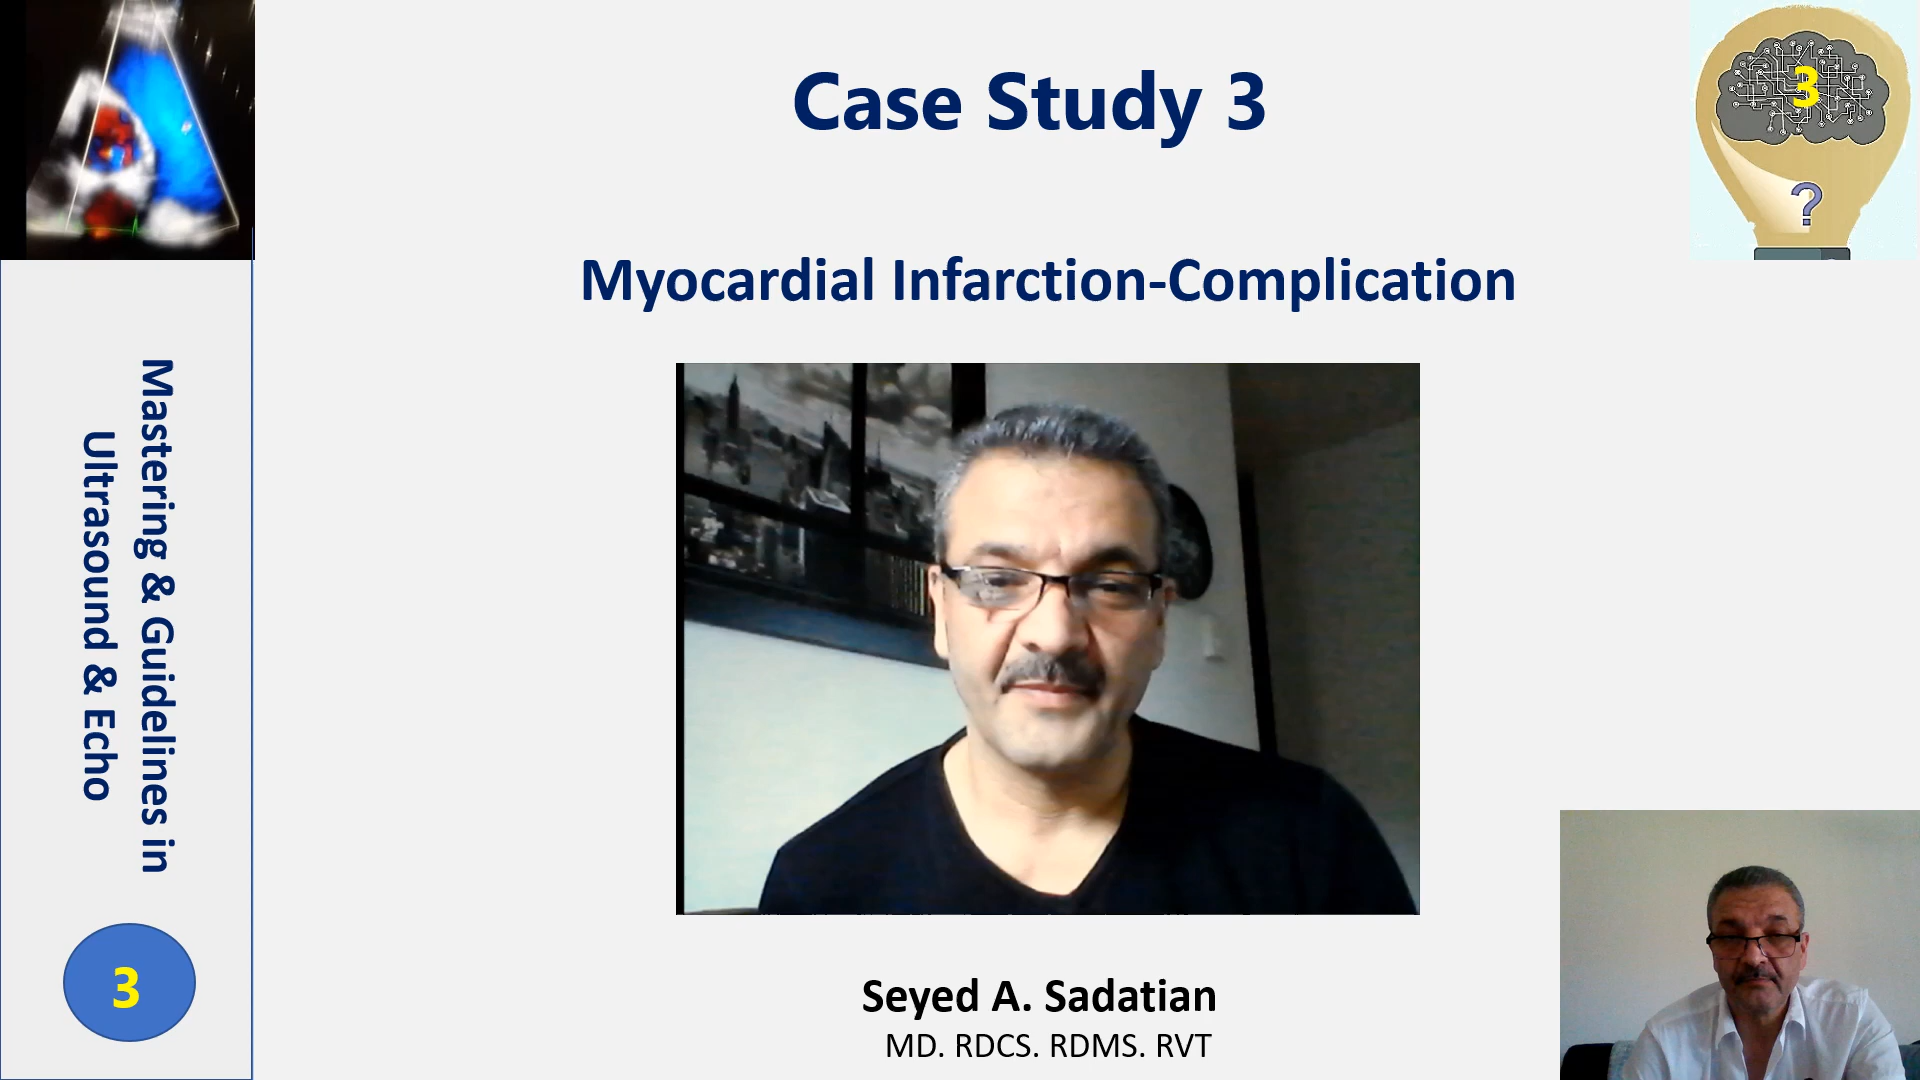 Case Study 3
3
?
Myocardial Infarction-Complication
Mastering & Guidelines in
Ultrasound & Echo
3
Seyed A. Sadatian
MD. RDCS. RDMS. RVT